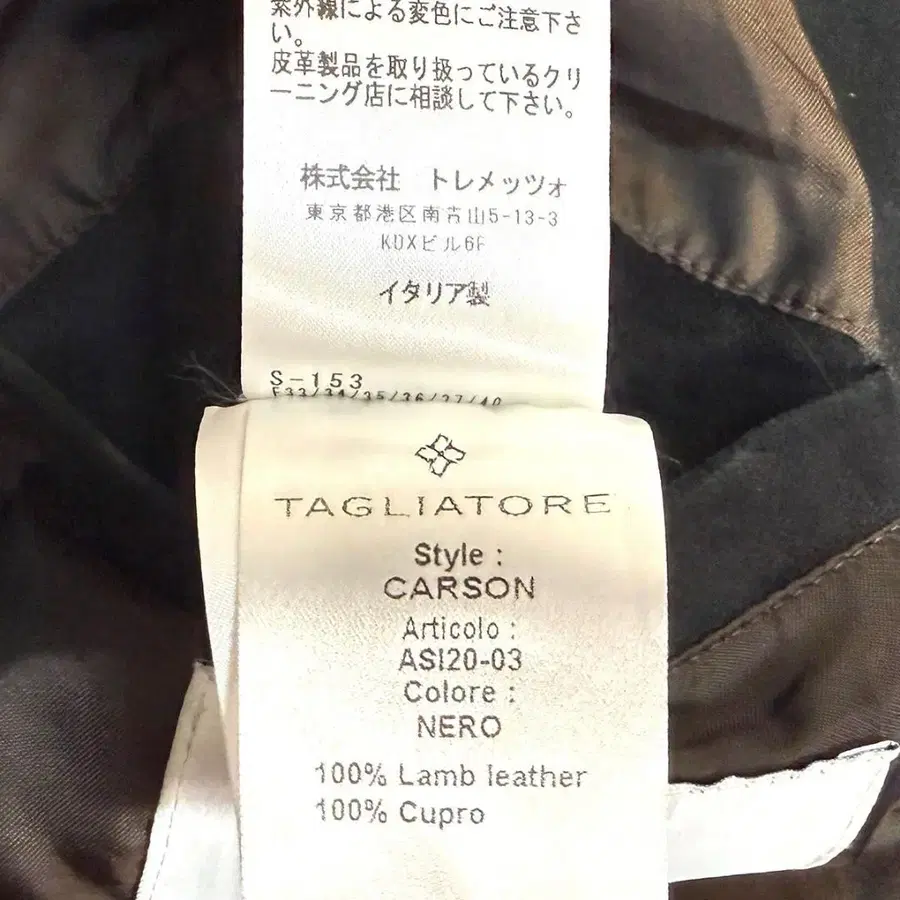 紫外線による変色にご注意下さ
い。
皮革製品を取り扱っているクリ
ーニング店に相談して下さい。
株式会社 トレメッツォ
東京都港区南青山5-13-3
KDXビル6F
イタリア製
S-153
TAGLIATORE
Style :
CARSON
Articolo :
ASI20-03
Colore :
NERO
100% Lamb leather
100% Cupro